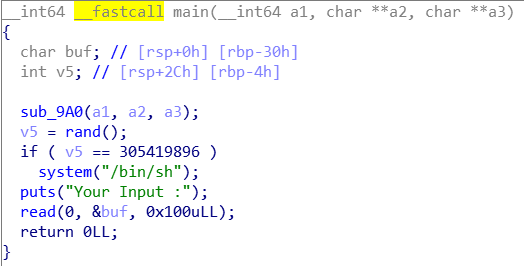 __int64 __fastcall main(__int64 a1, char **a2, char **a3)
{
  char buf; // [rsp+0h] [rbp-30h]
  int v5; // [rsp+2Ch] [rbp-4h]

  sub_9A0(a1, a2, a3);
  v5 = rand();
  if ( v5 == 305419896 )
    system("/bin/sh");
  puts("Your Input :");
  read(0, &buf, 0x100uLL);
  return 0LL;
}